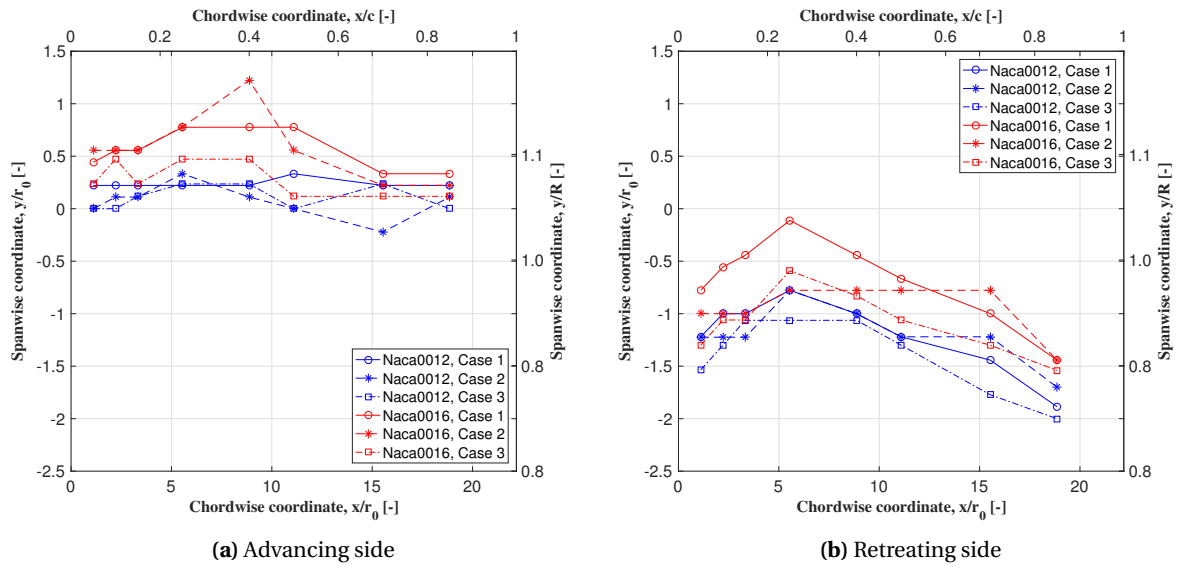 Chordwise coordinate, x/c [-]
0 0.2 0.4 0.6 0.8 1
1.5
1
0.5
0
-0.5
-1
-1.5
-2
-2.5
Spanwise coordinate, y/r0 [-]
1.1
1.0
0.8
0.8
Spanwise coordinate, y/R [-]
Naca0012, Case 1
Naca0012, Case 2
Naca0012, Case 3
Naca0016, Case 1
Naca0016, Case 2
Naca0016, Case 3
0 5 10 15 20
Chordwise coordinate, x/r0 [-]
(a) Advancing side
Chordwise coordinate, x/c [-]
0 0.2 0.4 0.6 0.8 1
1.5
1
0.5
0
-0.5
-1
-1.5
-2
-2.5
Spanwise coordinate, y/r0 [-]
Naca0012, Case 1
Naca0012, Case 2
Naca0012, Case 3
Naca0016, Case 1
Naca0016, Case 2
Naca0016, Case 3
1.1
1.0
0.8
0.8
Spanwise coordinate, y/R [-]
0 5 10 15 20
Chordwise coordinate, x/r0 [-]
(b) Retreating side